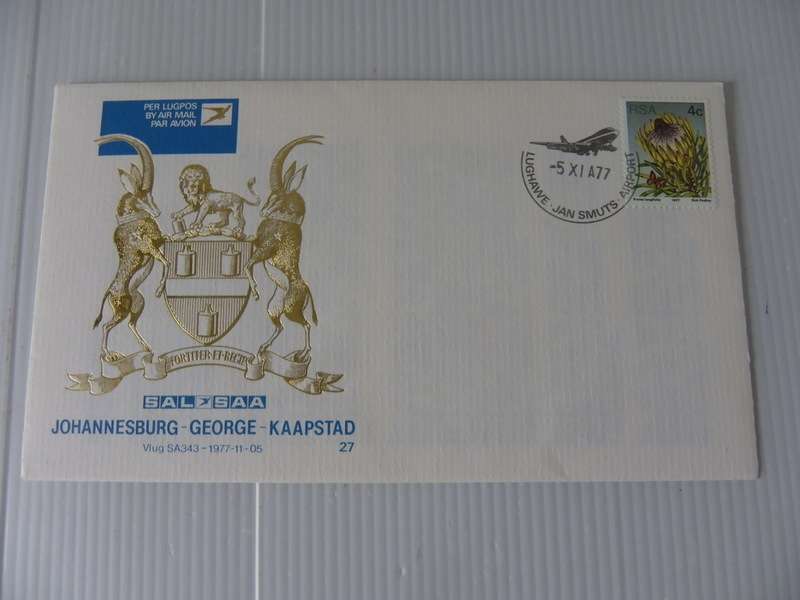 PER LUGPOS
BY AIR MAIL
PAR AVION
RSA 4c
-5 XI A77
LUGHAWE · JAN SMUTS · AIRPORT
1977
FORTITER·ET·RECTE
SAL SAA
JOHANNESBURG - GEORGE - KAAPSTAD
Vlug SA343 - 1977-11-05
27